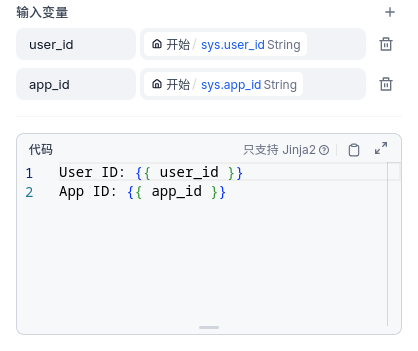 输入变量
user_id 开始 / sys.user_id String
app_id 开始 / sys.app_id String
代码 只支持 Jinja2
1 User ID: {{ user_id }}
2 App ID: {{ app_id }}